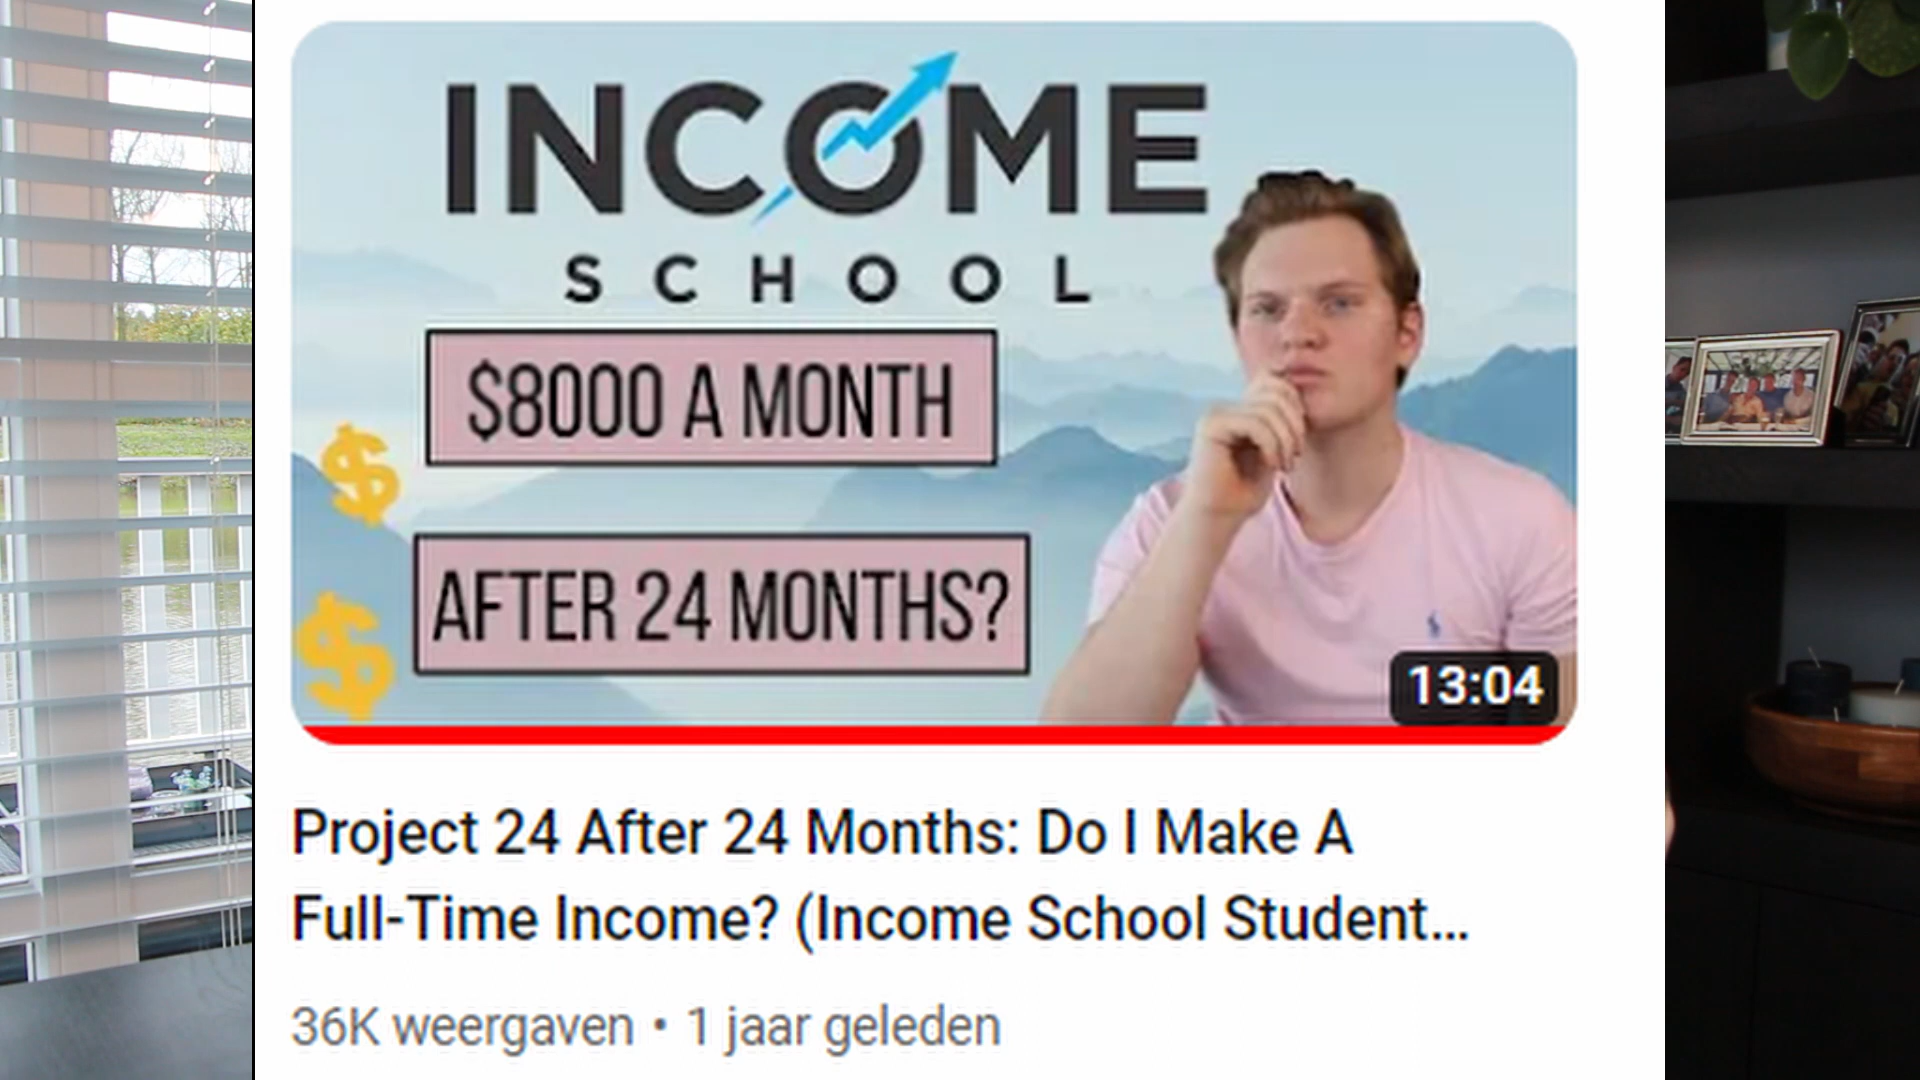 INCOME
SCHOOL
$8000 A MONTH
$
AFTER 24 MONTHS?
$
13:04
Project 24 After 24 Months: Do I Make A
Full-Time Income? (Income School Student...
36K weergaven • 1 jaar geleden